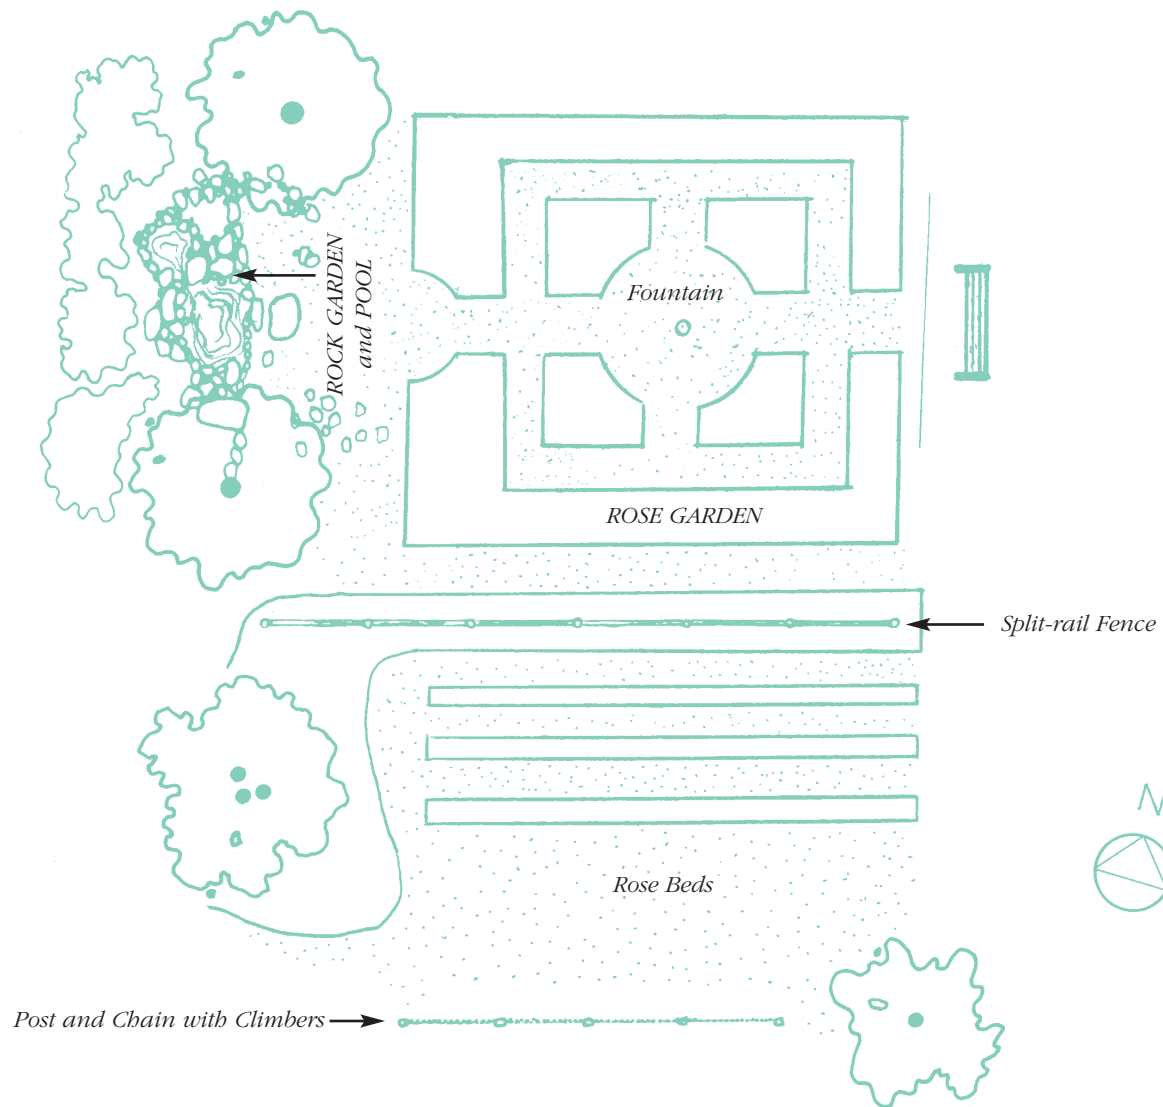 Fountain
ROCK GARDEN
and POOL
ROSE GARDEN
Split-rail Fence
N
Rose Beds
Post and Chain with Climbers